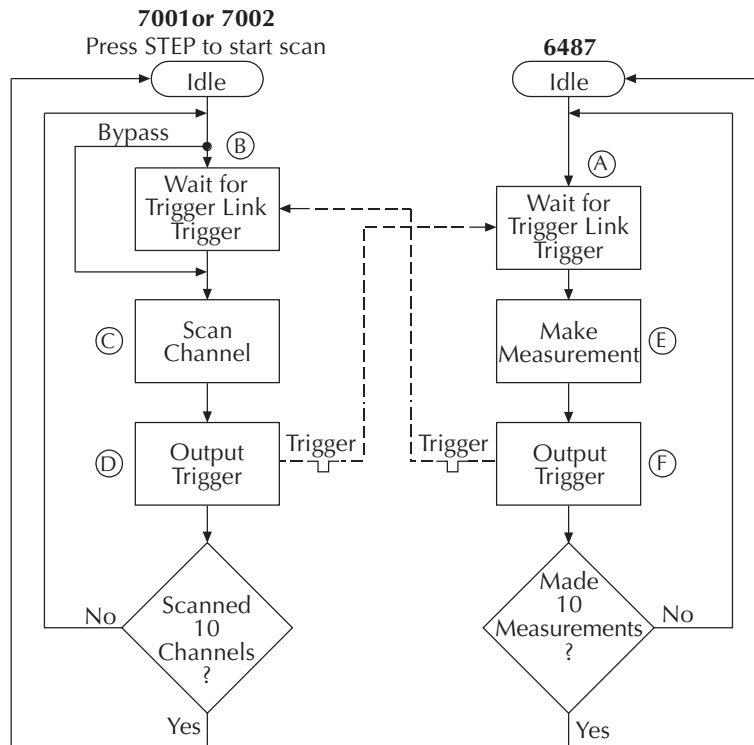 7001or 7002
Press STEP to start scan
Idle
Bypass
B
Wait for
Trigger Link
Trigger
C
Scan
Channel
D
Output
Trigger
Trigger
No
Scanned
10
Channels
?
Yes
6487
Idle
A
Wait for
Trigger Link
Trigger
Make
Measurement
E
Trigger
Output
Trigger
F
Made
10
Measurements
?
No
Yes